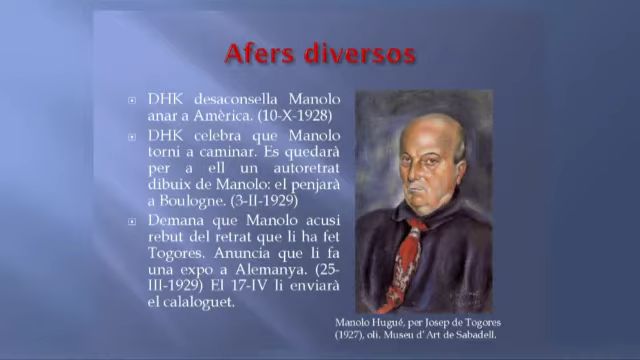 Afers diversos
DHK desaconsella Manolo
anar a Amèrica. (10-X-1928)
DHK celebra que Manolo
torni a caminar. Es quedarà
per a ell un autoretrat
dibuix de Manolo: el penjarà
a Boulogne. (3-II-1929)
Demana que Manolo acusi
rebut del retrat que li ha fet
Togores. Anuncia que li fa
una expo a Alemanya. (25-
III-1929) El 17-IV li enviarà
el calaloguet.
Manolo Hugué, per Josep de Togores
(1927), oli. Museu d'Art de Sabadell.